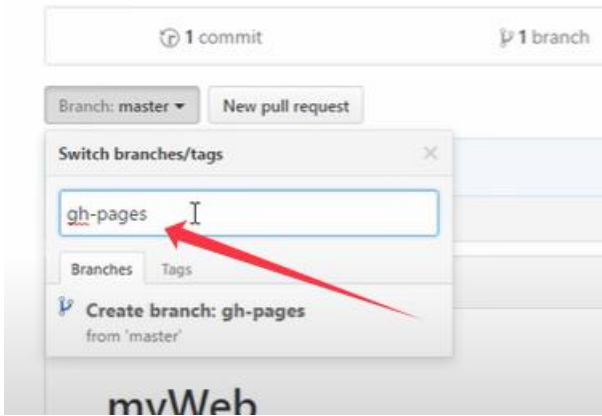 1 commit 1 branch
Branch: master New pull request
Switch branches/tags
gh-pages
Branches Tags
Create branch: gh-pages
from 'master'
myWeb